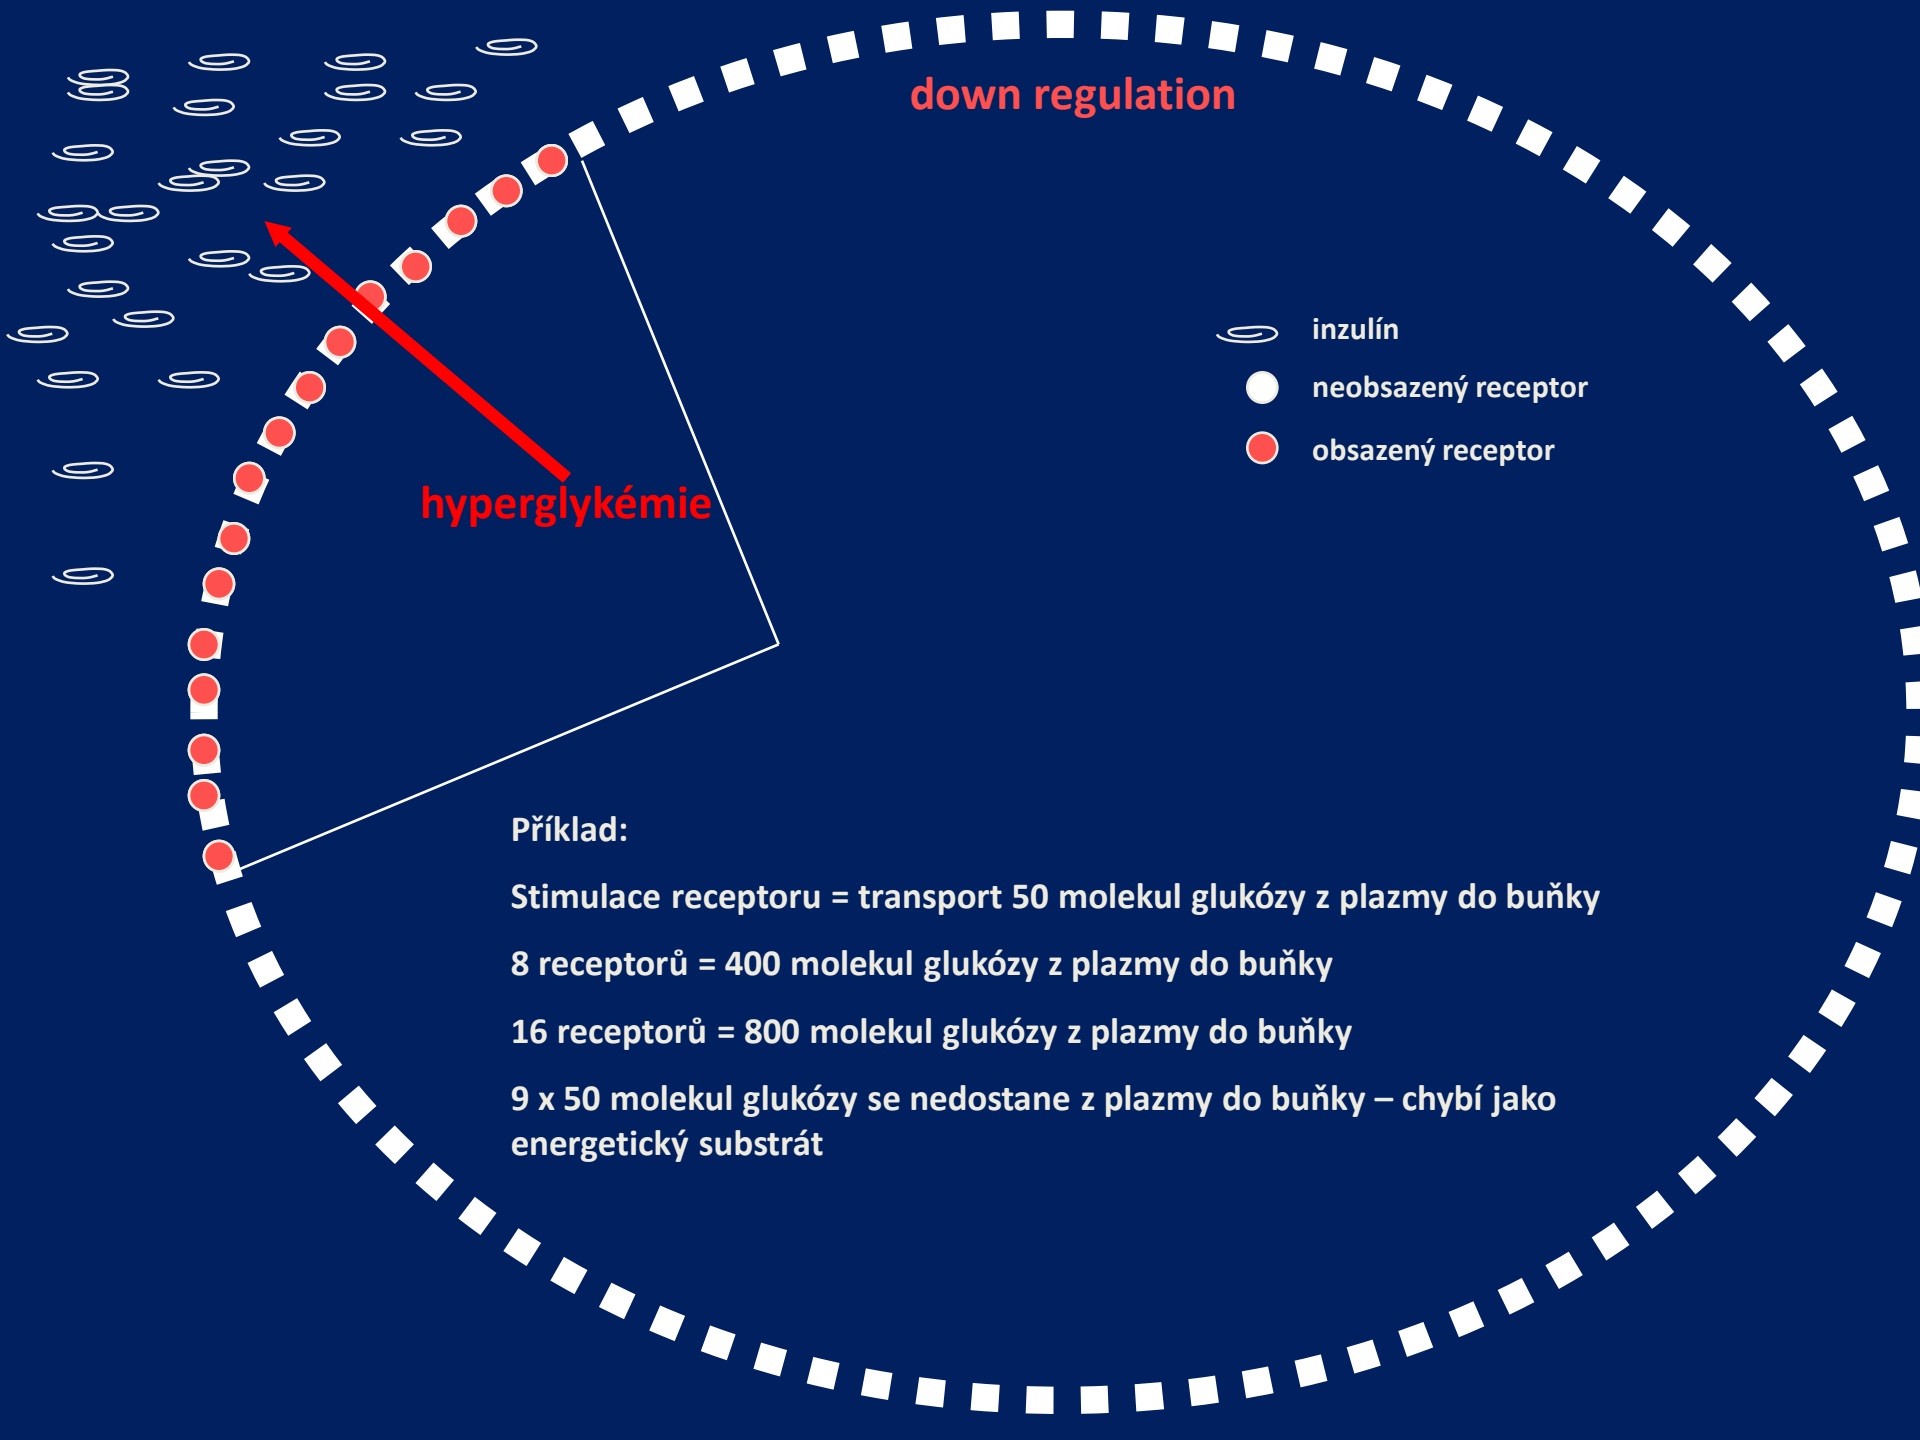 down regulation
inzulín
neobsazený receptor
obsazený receptor
hyperglykémie
Příklad:
Stimulace receptoru = transport 50 molekul glukózy z plazmy do buňky
8 receptorů = 400 molekul glukózy z plazmy do buňky
16 receptorů = 800 molekul glukózy z plazmy do buňky
9 x 50 molekul glukózy se nedostane z plazmy do buňky – chybí jako
energetický substrát